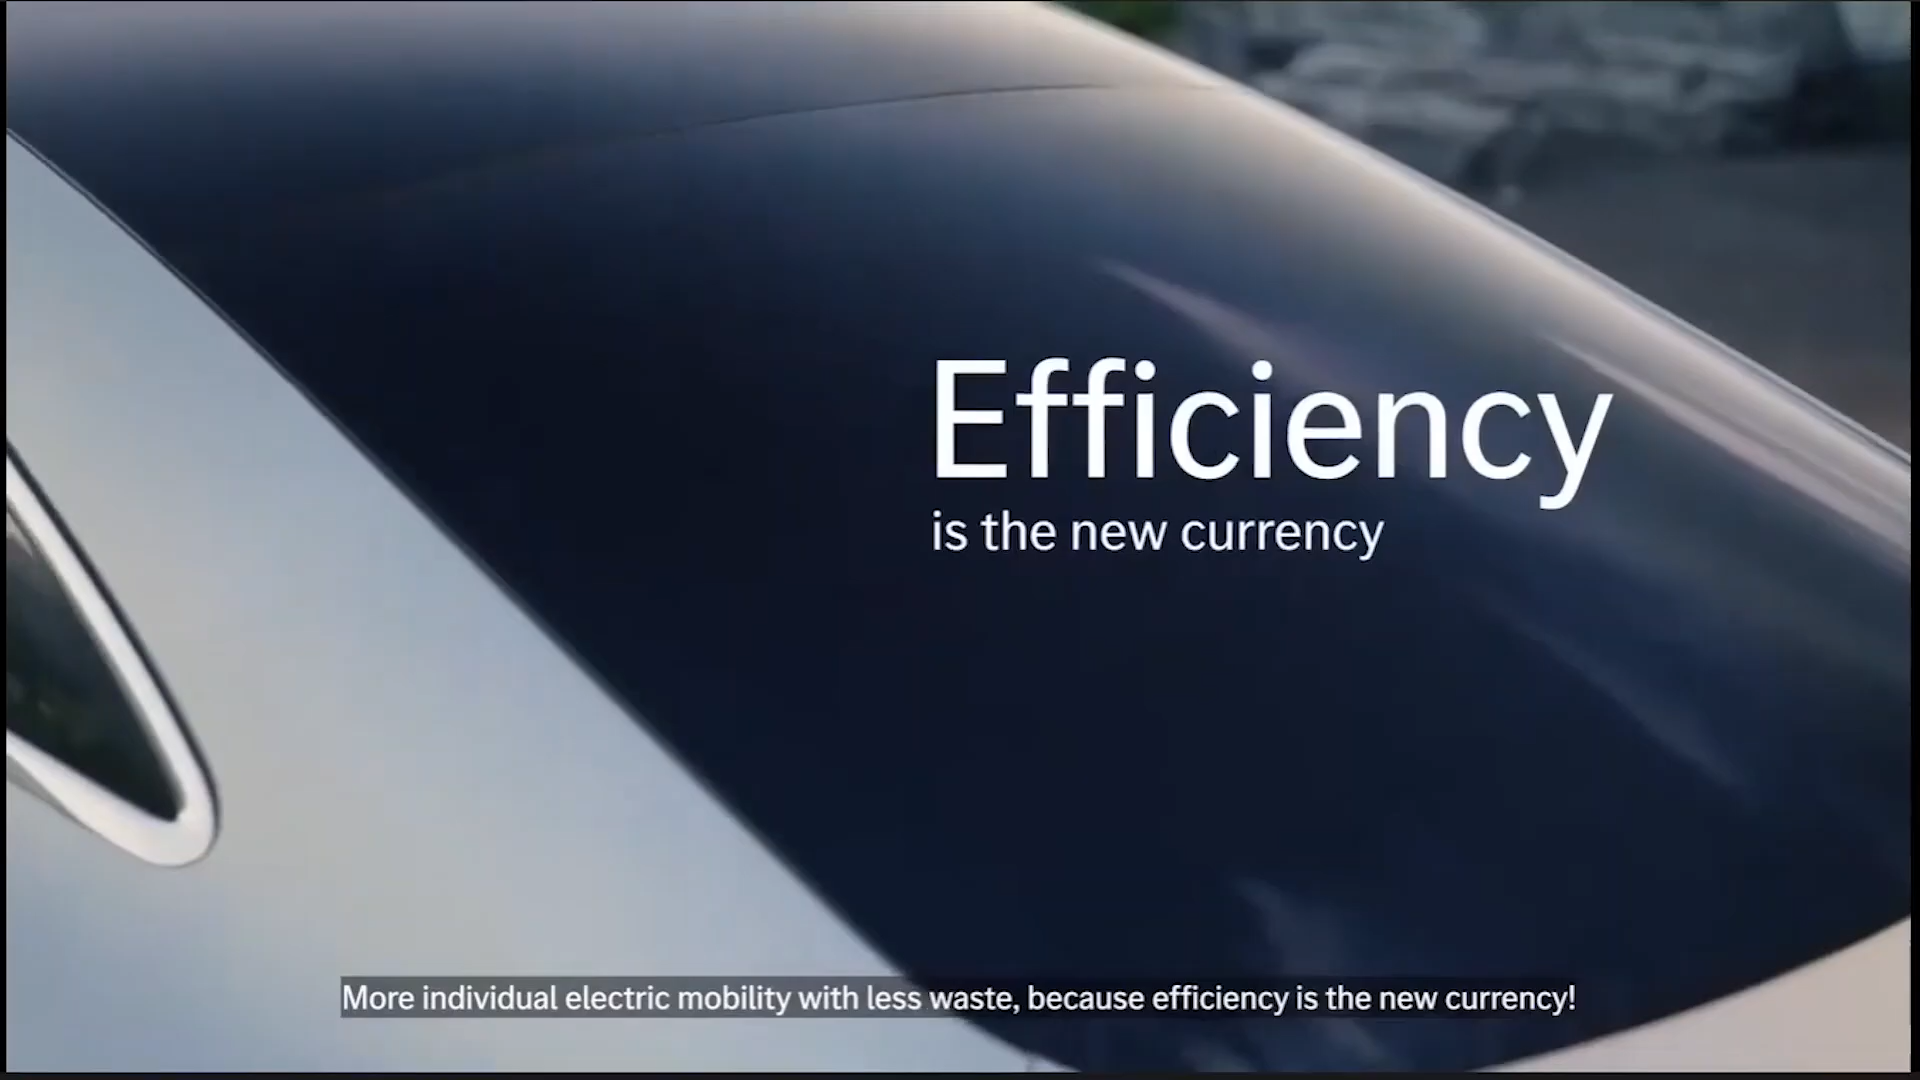 Efficiency
is the new currency
More individual electric mobility with less waste, because efficiency is the new currency!